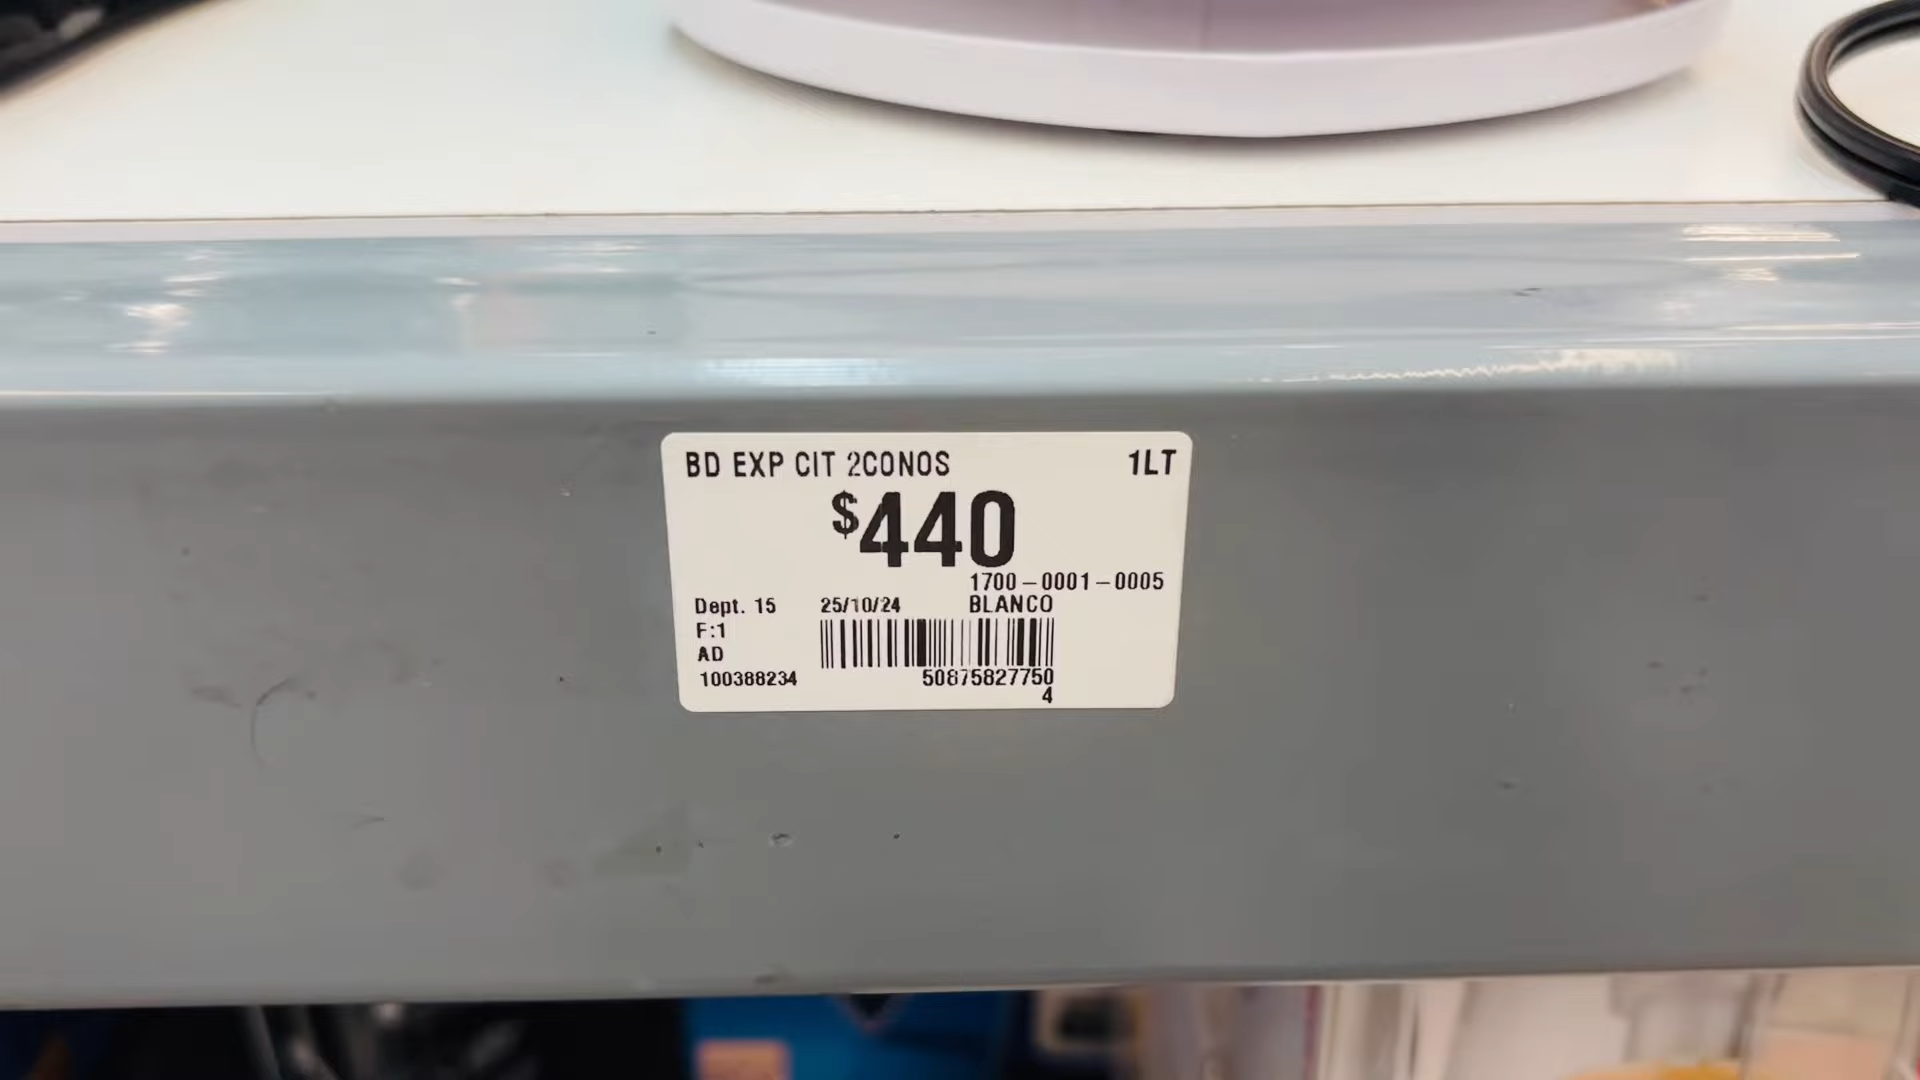 BD EXP CIT 2CONOS 1LT
$440
1700-0001-0005
Dept. 15 25/10/24 BLANCO
F:1
AD
100388234 50875827750
4